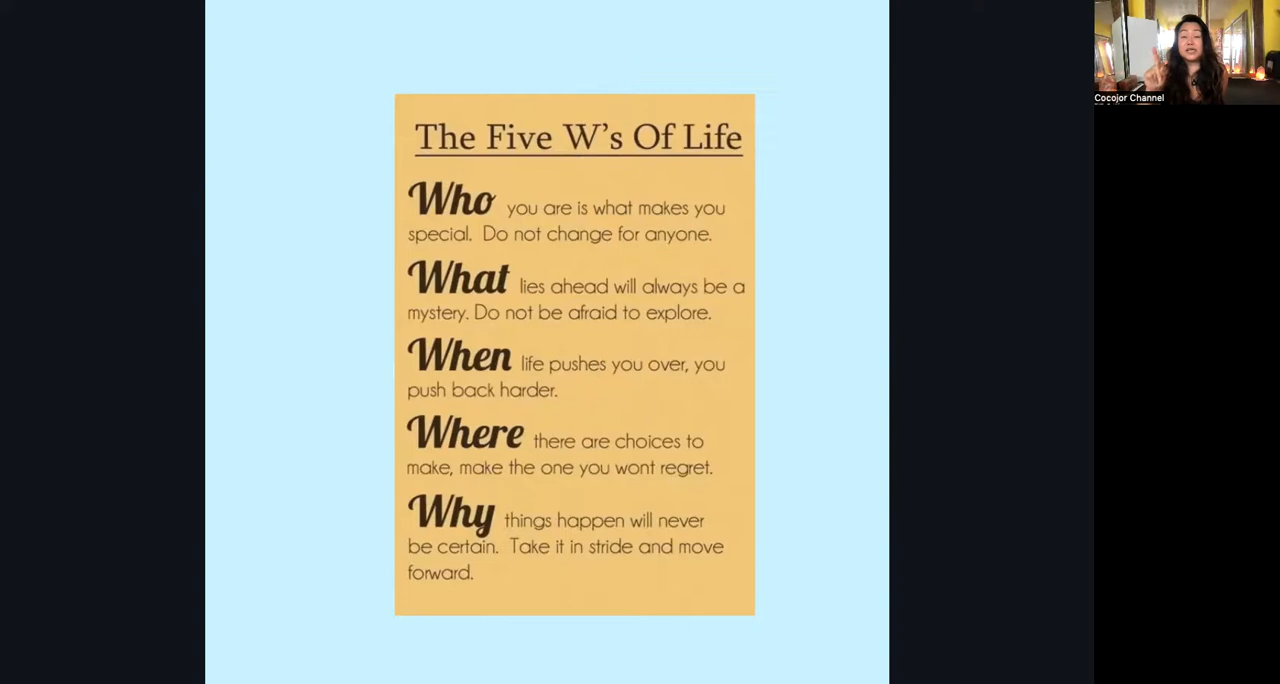 The Five W's Of Life
Who you are is what makes you
special. Do not change for anyone.
What lies ahead will always be a
mystery. Do not be afraid to explore.
When life pushes you over, you
push back harder.
Where there are choices to
make, make the one you wont regret.
Why things happen will never
be certain. Take it in stride and move
forward.
Cocojor Channel